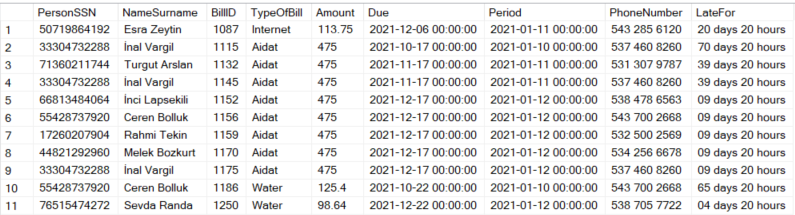 PersonSSN NameSurname BillID TypeOfBill Amount Due Period PhoneNumber LateFor
1 50719864192 Esra Zeytin 1087 Internet 113.75 2021-12-06 00:00:00 2021-01-11 00:00:00 543 285 6120 20 days 20 hours
2 33304732288 İnal Vargil 1115 Aidat 475 2021-10-17 00:00:00 2021-01-10 00:00:00 537 460 8260 70 days 20 hours
3 71360211744 Turgut Arslan 1132 Aidat 475 2021-11-17 00:00:00 2021-01-11 00:00:00 531 307 9787 39 days 20 hours
4 33304732288 İnal Vargil 1145 Aidat 475 2021-11-17 00:00:00 2021-01-11 00:00:00 537 460 8260 39 days 20 hours
5 66813484064 İnci Lapsekili 1152 Aidat 475 2021-12-17 00:00:00 2021-01-12 00:00:00 538 478 6563 09 days 20 hours
6 55428737920 Ceren Bolluk 1156 Aidat 475 2021-12-17 00:00:00 2021-01-12 00:00:00 543 700 2668 09 days 20 hours
7 17260207904 Rahmi Tekin 1159 Aidat 475 2021-12-17 00:00:00 2021-01-12 00:00:00 532 500 2569 09 days 20 hours
8 44821292960 Melek Bozkurt 1170 Aidat 475 2021-12-17 00:00:00 2021-01-12 00:00:00 534 256 6678 09 days 20 hours
9 33304732288 İnal Vargil 1175 Aidat 475 2021-12-17 00:00:00 2021-01-12 00:00:00 537 460 8260 09 days 20 hours
10 55428737920 Ceren Bolluk 1186 Water 125.4 2021-10-22 00:00:00 2021-01-10 00:00:00 543 700 2668 65 days 20 hours
11 76515474272 Sevda Randa 1250 Water 98.64 2021-12-22 00:00:00 2021-01-12 00:00:00 538 705 7722 04 days 20 hours